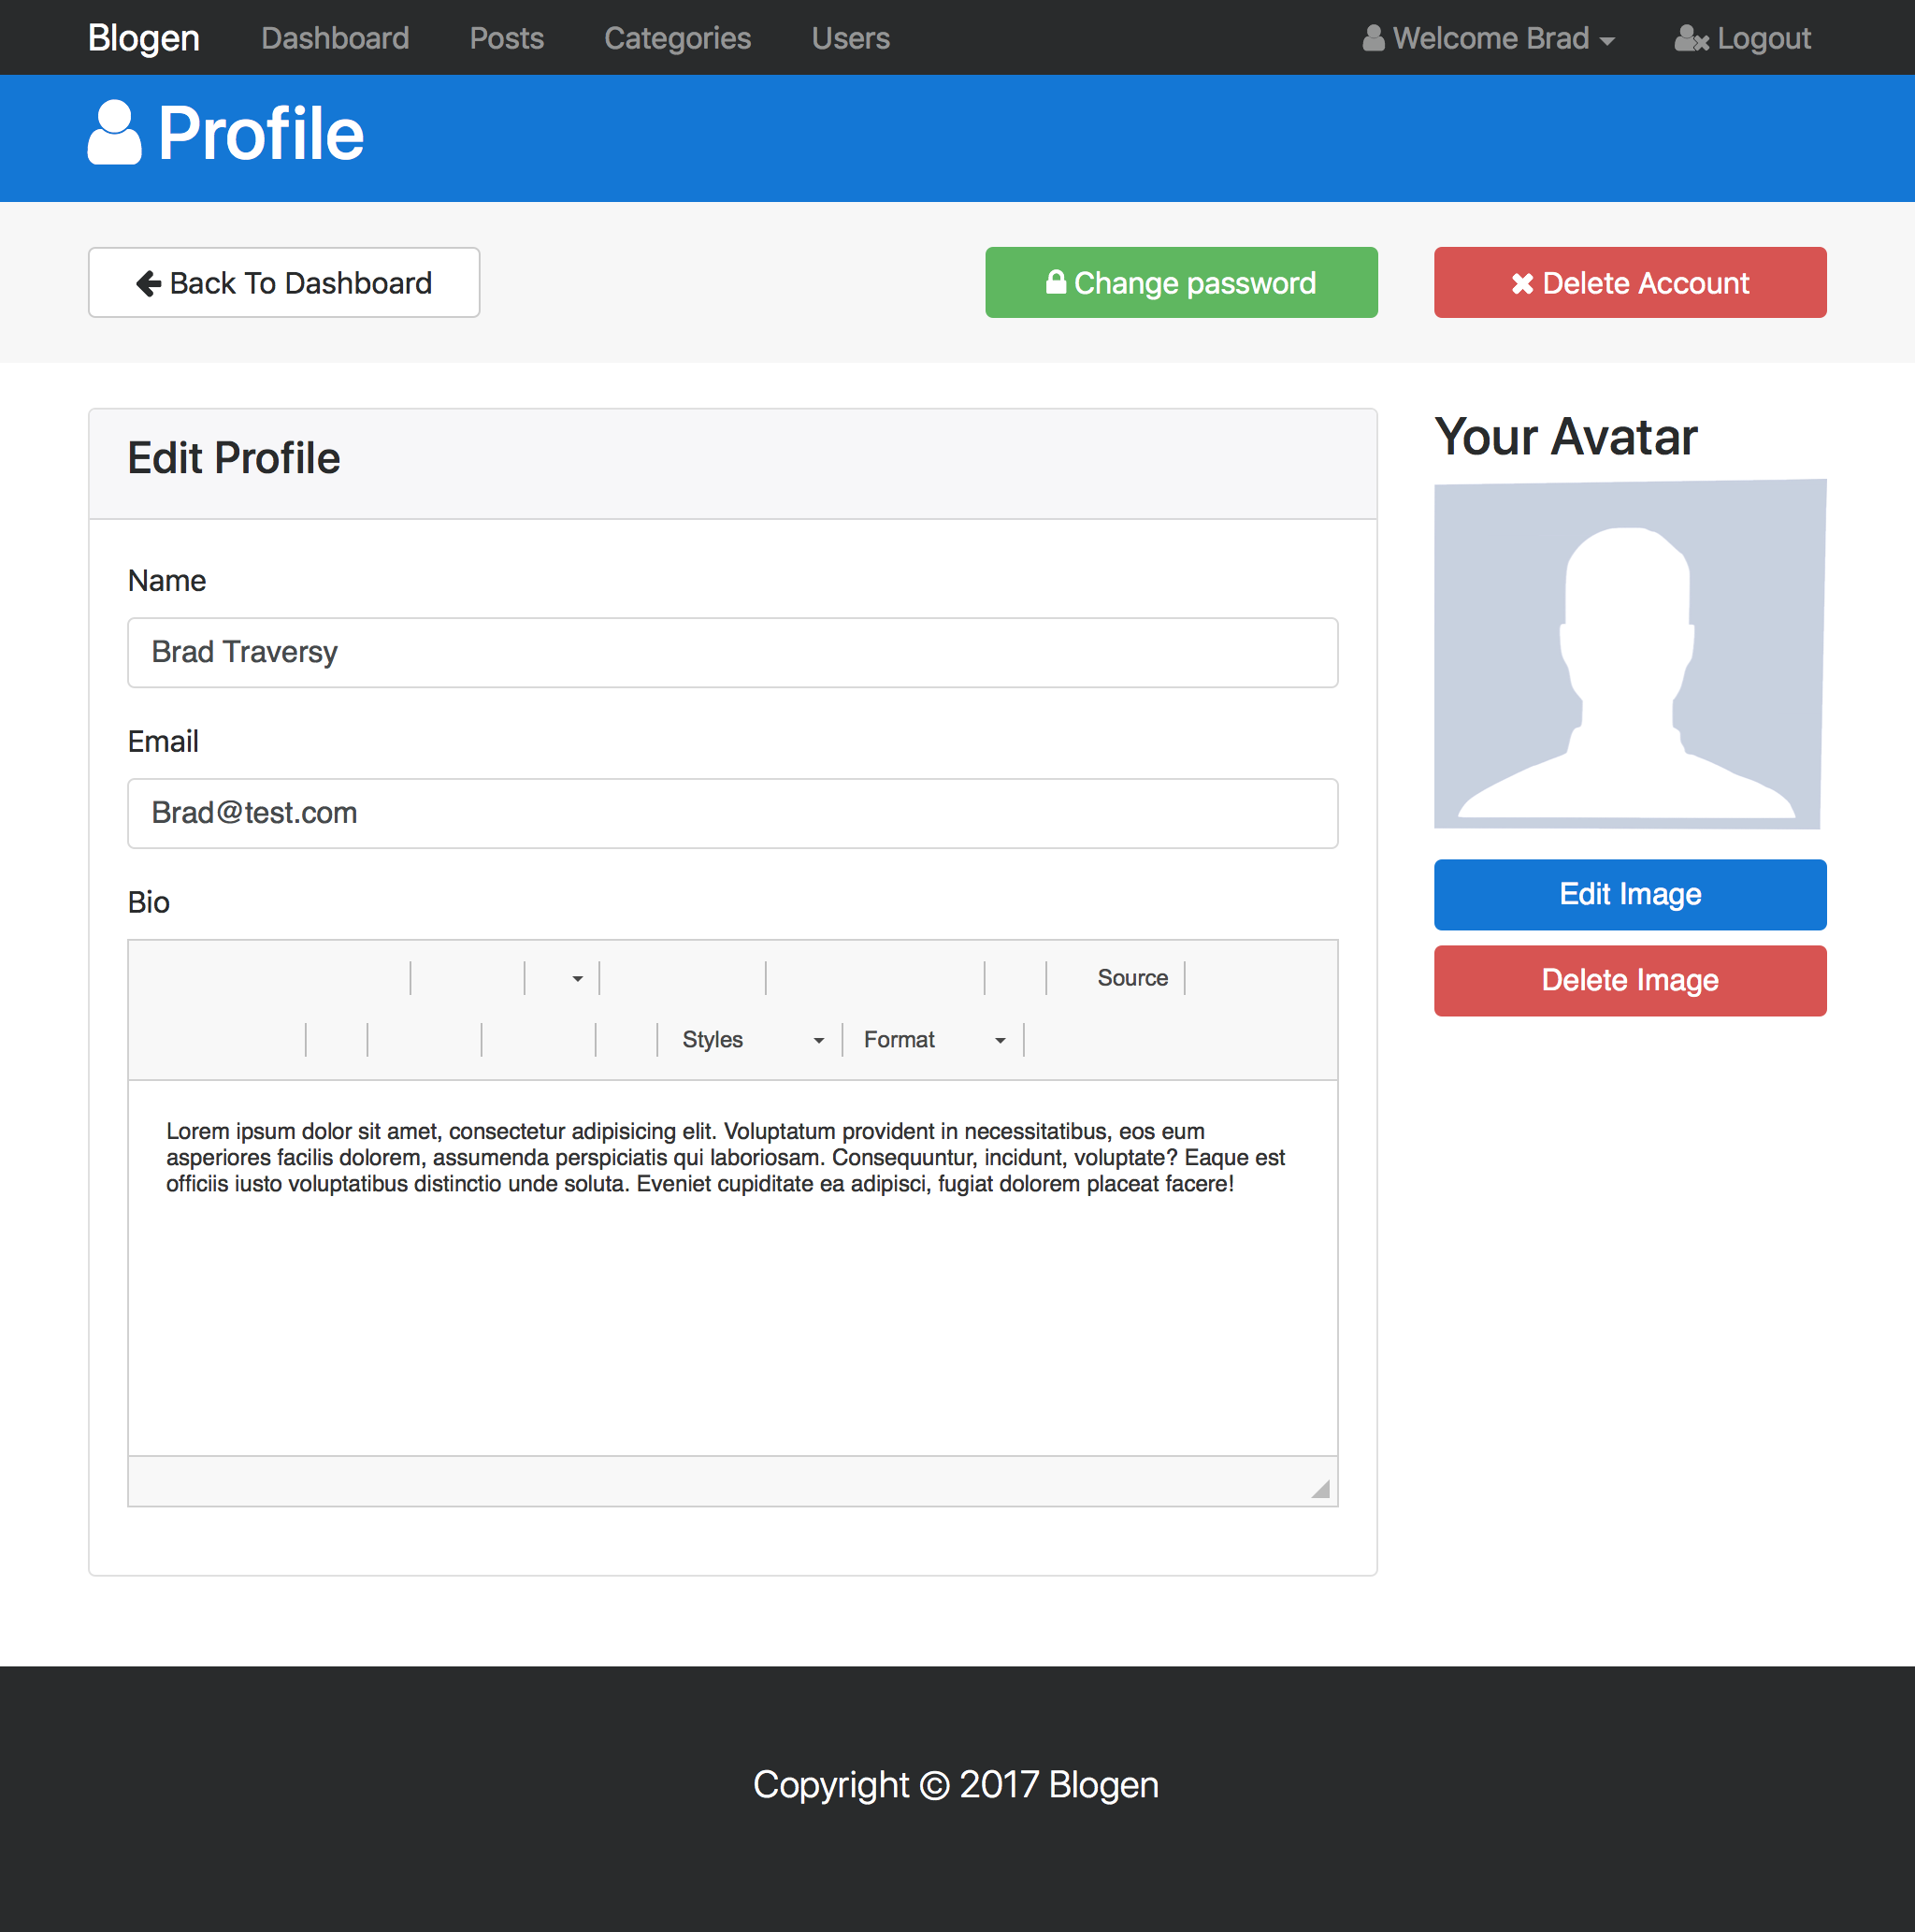 Blogen Dashboard Posts Categories Users Welcome Brad Logout
Profile
Back To Dashboard Change password Delete Account
Edit Profile
Name
Brad Traversy
Email
Brad@test.com
Bio
Source
Styles Format
Lorem ipsum dolor sit amet, consectetur adipisicing elit. Voluptatum provident in necessitatibus, eos eum
asperiores facilis dolorem, assumenda perspiciatis qui laboriosam. Consequuntur, incidunt, voluptate? Eaque est
officiis iusto voluptatibus distinctio unde soluta. Eveniet cupiditate ea adipisci, fugiat dolorem placeat facere!
Your Avatar
Edit Image
Delete Image
Copyright © 2017 Blogen